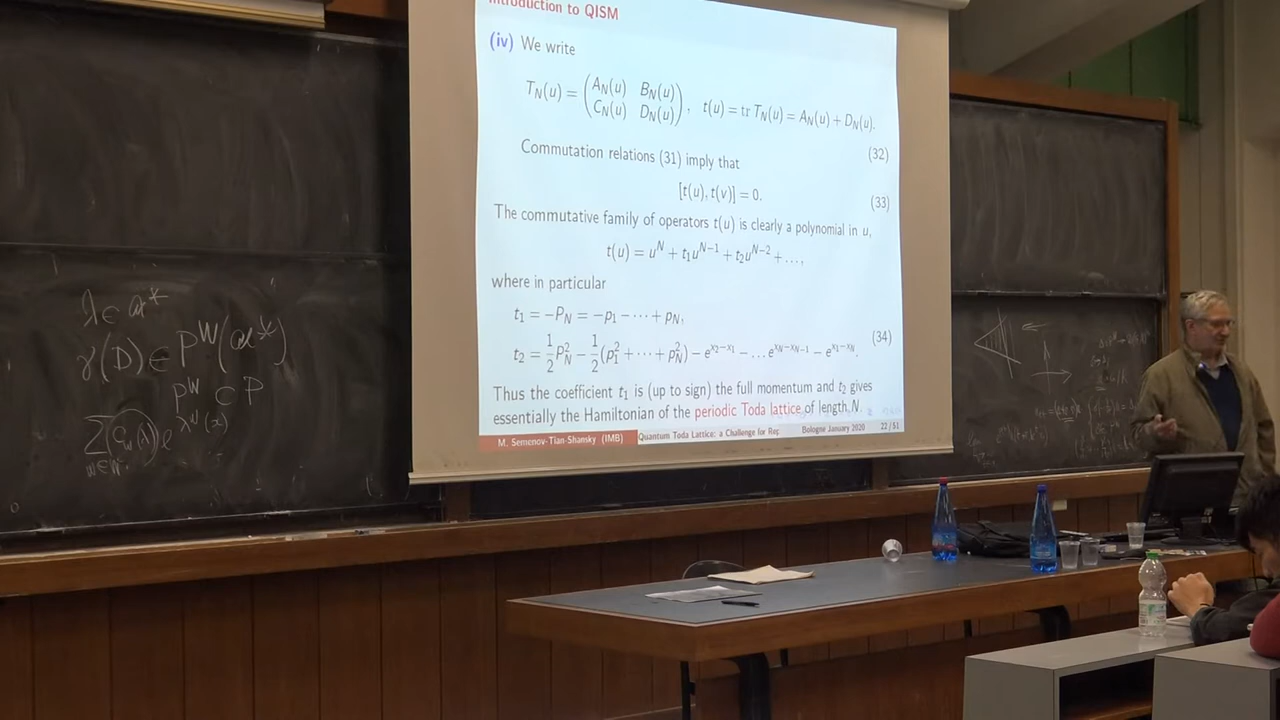 Introduction to QISM
(iv) We write
T_N(u) = ( A_N(u) B_N(u)
C_N(u) D_N(u) ), t(u) = tr T_N(u) = A_N(u) + D_N(u).
(32)
Commutation relations (31) imply that
[t(u), t(v)] = 0.
(33)
The commutative family of operators t(u) is clearly a polynomial in u,
t(u) = u^N + t_1u^{N-1} + t_2u^{N-2} + ...,
where in particular
t_1 = -P_N = -p_1 - ··· + p_N,
t_2 = 1/2 P_N^2 - 1/2 (p_1^2 + ··· + p_N^2) - e^{x_2-x_1} - ... e^{x_N-x_{N-1}} - e^{x_1-x_N}
(34)
Thus the coefficient t_1 is (up to sign) the full momentum and t_2 gives
essentially the Hamiltonian of the periodic Toda lattice of length N.
M. Semenov-Tian-Shansky (IMB) Quantum Toda Lattice: a Challenge for Rep Bologne January 2020 22 / 51
λ ∈ α*
γ(D) ∈ P^W(α*)
P^W ⊂ P
Σ_{w∈W} C_w(λ) e^{λ^w(x)}